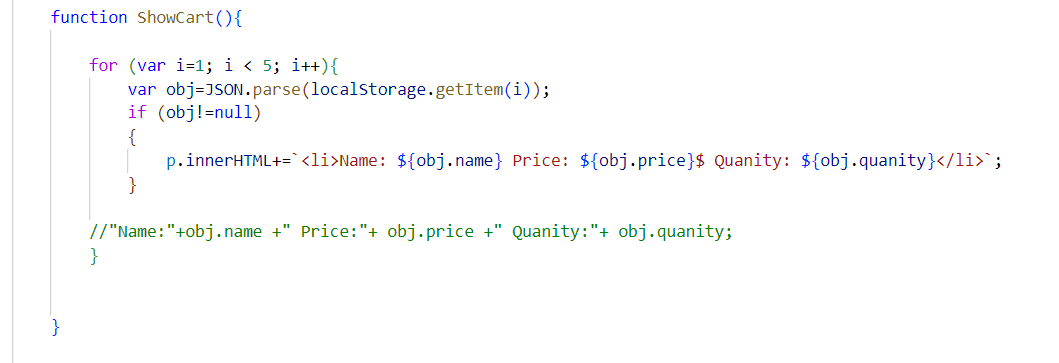 function ShowCart(){
for (var i=1; i < 5; i++){
var obj=JSON.parse(localStorage.getItem(i));
if (obj!=null)
{
p.innerHTML+=`<li>Name: ${obj.name} Price: ${obj.price}$ Quanity: ${obj.quanity}</li>`;
}
//"Name:"+obj.name +" Price:"+ obj.price +" Quanity:"+ obj.quanity;
}
}